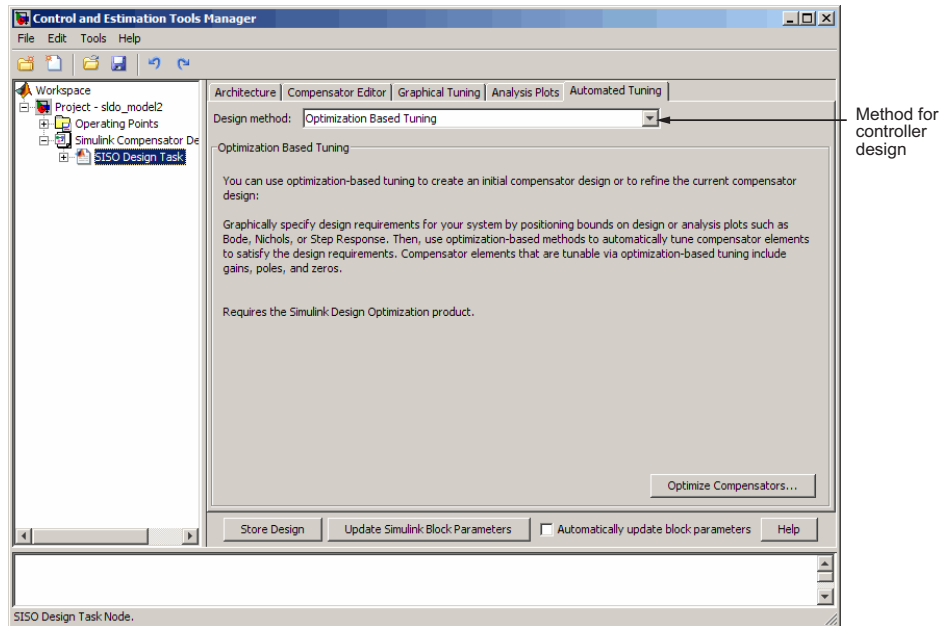 Control and Estimation Tools Manager
File Edit Tools Help
Workspace
Project - sldo_model2
Operating Points
Simulink Compensator De
SISO Design Task
Architecture Compensator Editor Graphical Tuning Analysis Plots Automated Tuning
Design method: Optimization Based Tuning
Method for
controller
design
Optimization Based Tuning
You can use optimization-based tuning to create an initial compensator design or to refine the current compensator
design:
Graphically specify design requirements for your system by positioning bounds on design or analysis plots such as
Bode, Nichols, or Step Response. Then, use optimization-based methods to automatically tune compensator elements
to satisfy the design requirements. Compensator elements that are tunable via optimization-based tuning include
gains, poles, and zeros.
Requires the Simulink Design Optimization product.
Optimize Compensators...
Store Design Update Simulink Block Parameters Automatically update block parameters Help
SISO Design Task Node.